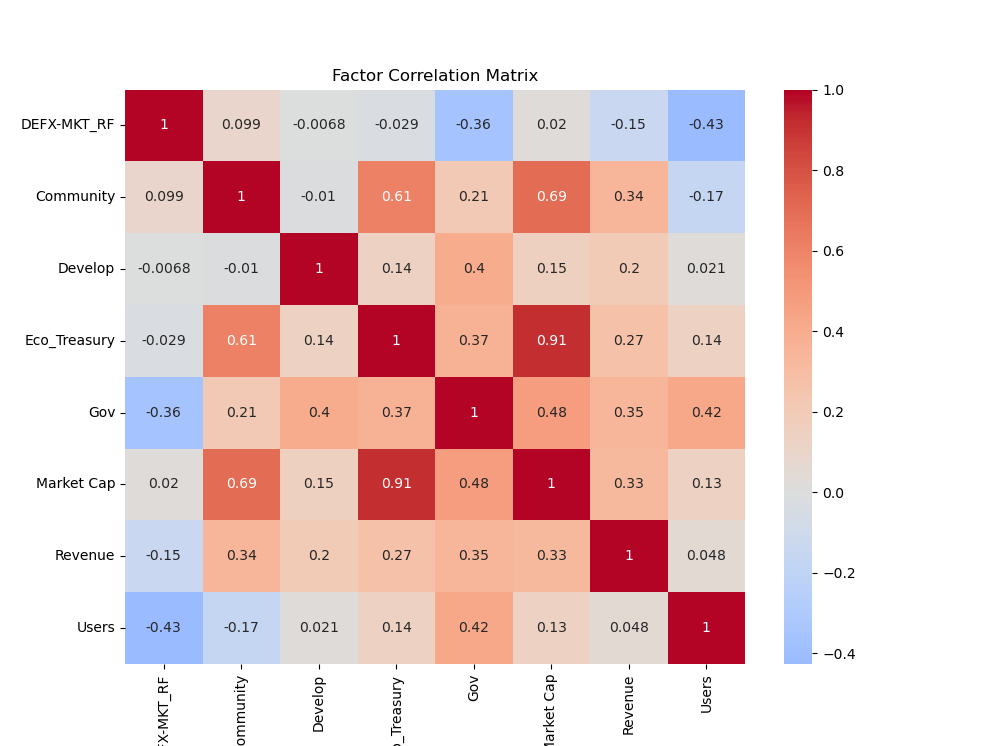 Factor Correlation Matrix
DEFX-MKT_RF 1 0.099 -0.0068 -0.029 -0.36 0.02 -0.15 -0.43
Community 0.099 1 -0.01 0.61 0.21 0.69 0.34 -0.17
Develop -0.0068 -0.01 1 0.14 0.4 0.15 0.2 0.021
Eco_Treasury -0.029 0.61 0.14 1 0.37 0.91 0.27 0.14
Gov -0.36 0.21 0.4 0.37 1 0.48 0.35 0.42
Market Cap 0.02 0.69 0.15 0.91 0.48 1 0.33 0.13
Revenue -0.15 0.34 0.2 0.27 0.35 0.33 1 0.048
Users -0.43 -0.17 0.021 0.14 0.42 0.13 0.048 1
FX-MKT_RF
ommunity
Develop
o_Treasury
Gov
Market Cap
Revenue
Users
1.0
0.8
0.6
0.4
0.2
0.0
−0.2
−0.4